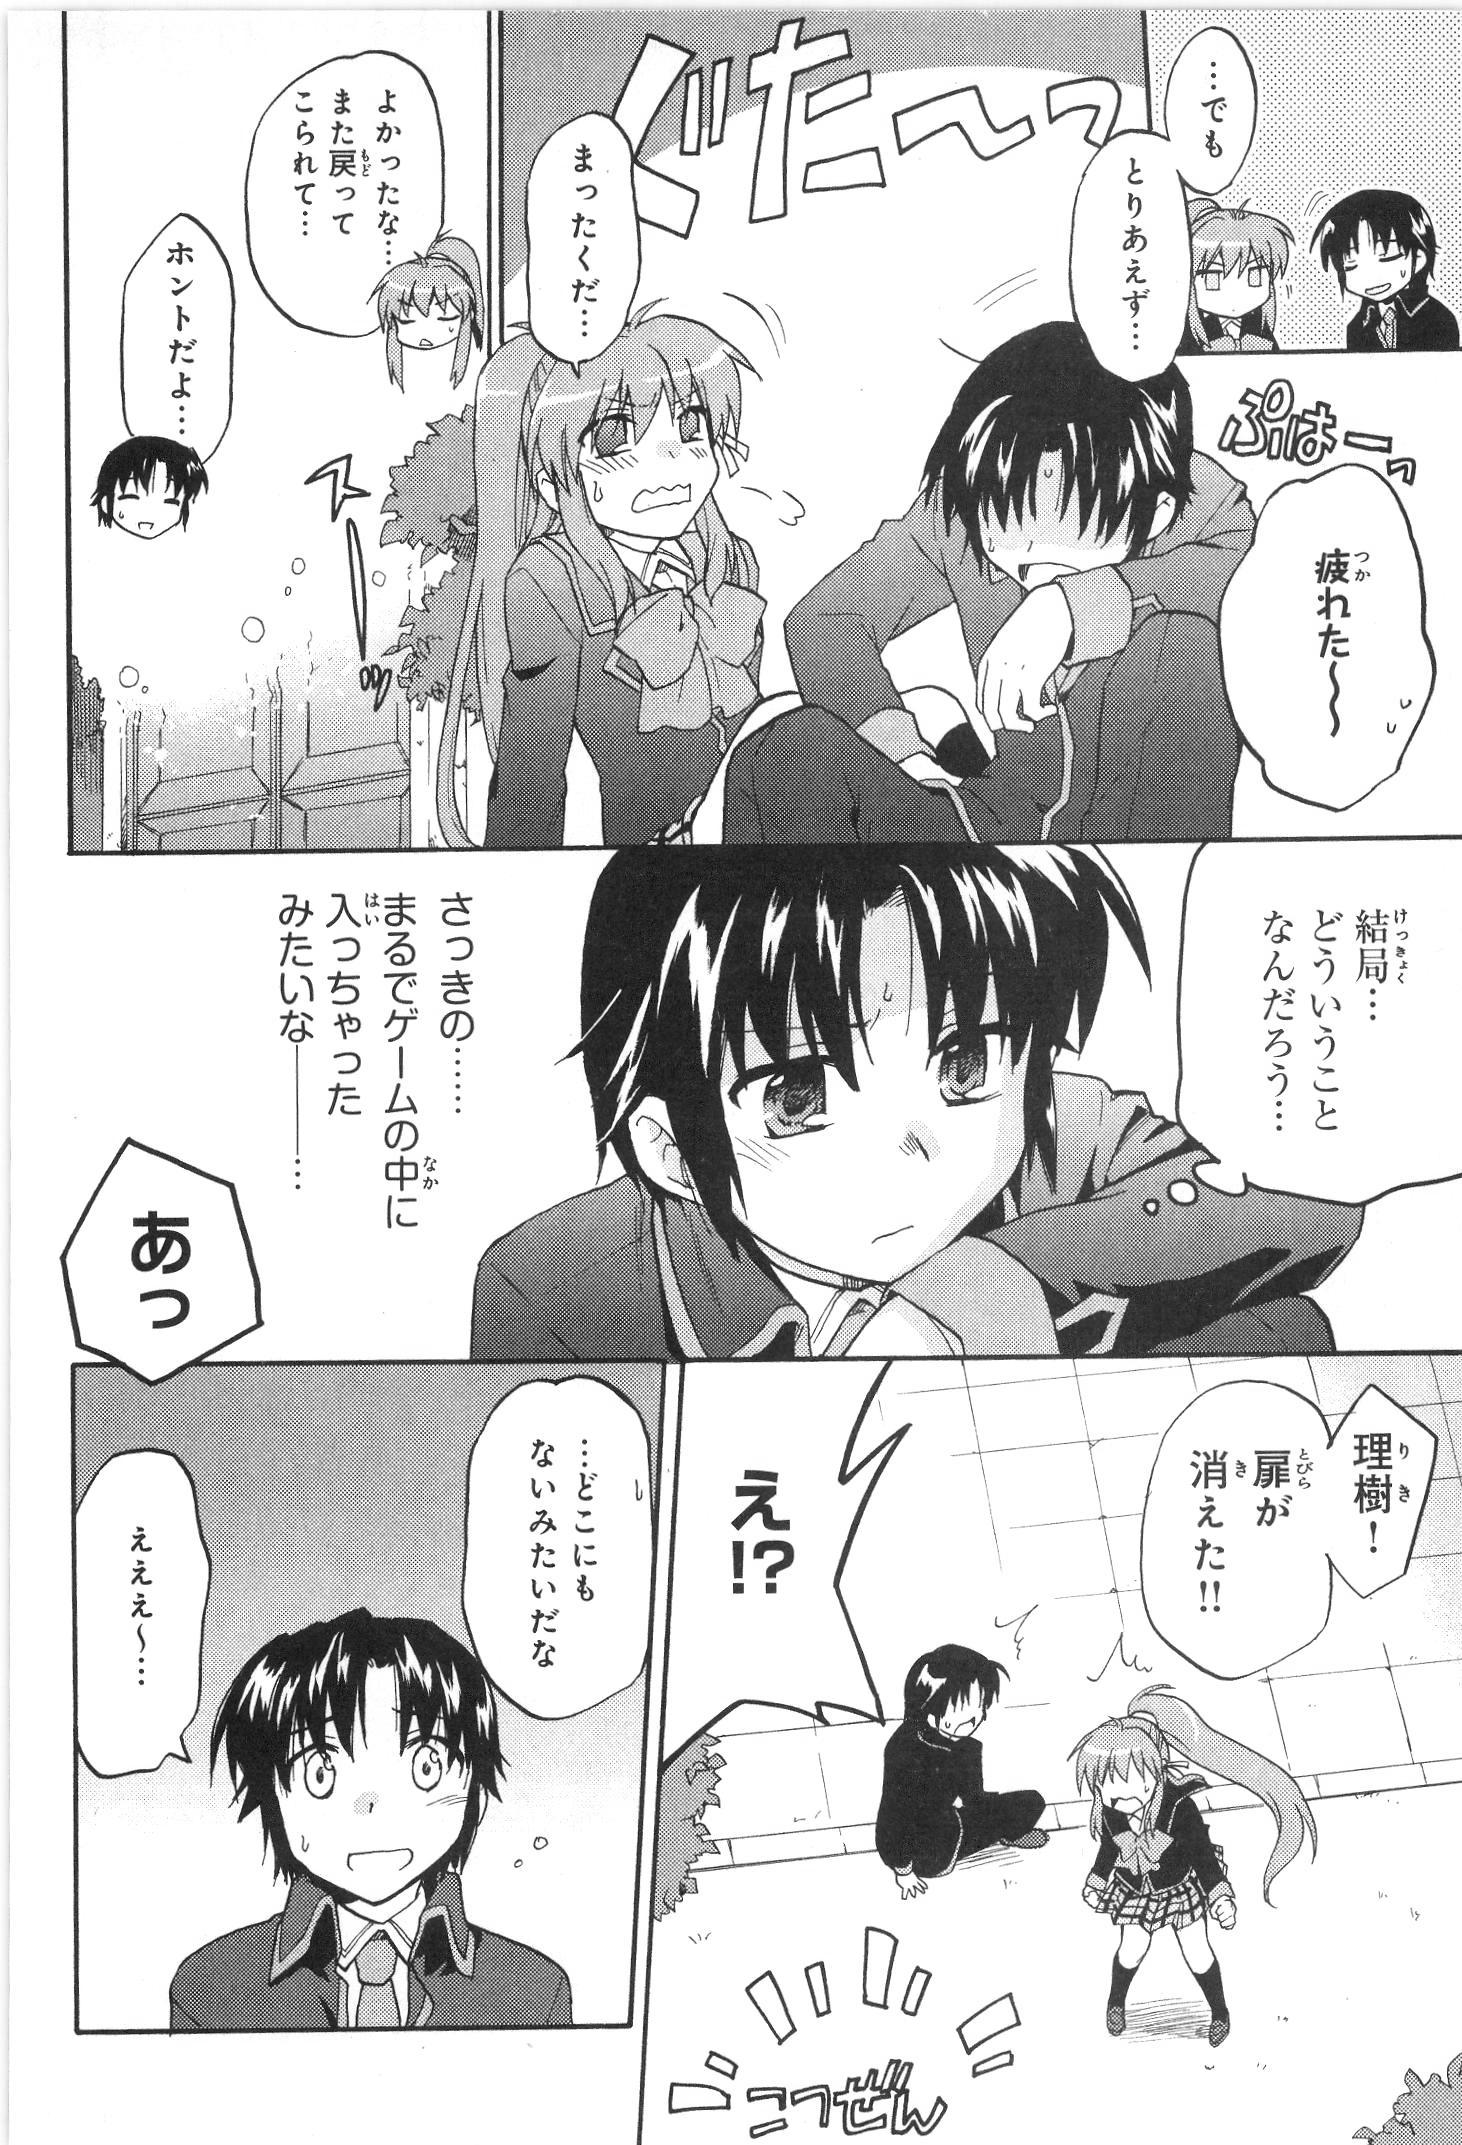 …でも
とりあえず…
ぐた〜っ
ぷはーっ
疲れた〜〜
まったくだ…
よかったな…
また戻って
こられて…
ホントだよ…
スーッ
結局…
どういうこと
なんだろう…
さっきの……
まるでゲームの中に
入っちゃった
みたいな――…
あっ
理樹!
扉が
消えた!!
え!?
こつぜん
…どこにも
ないみたいだな
えええ〜…